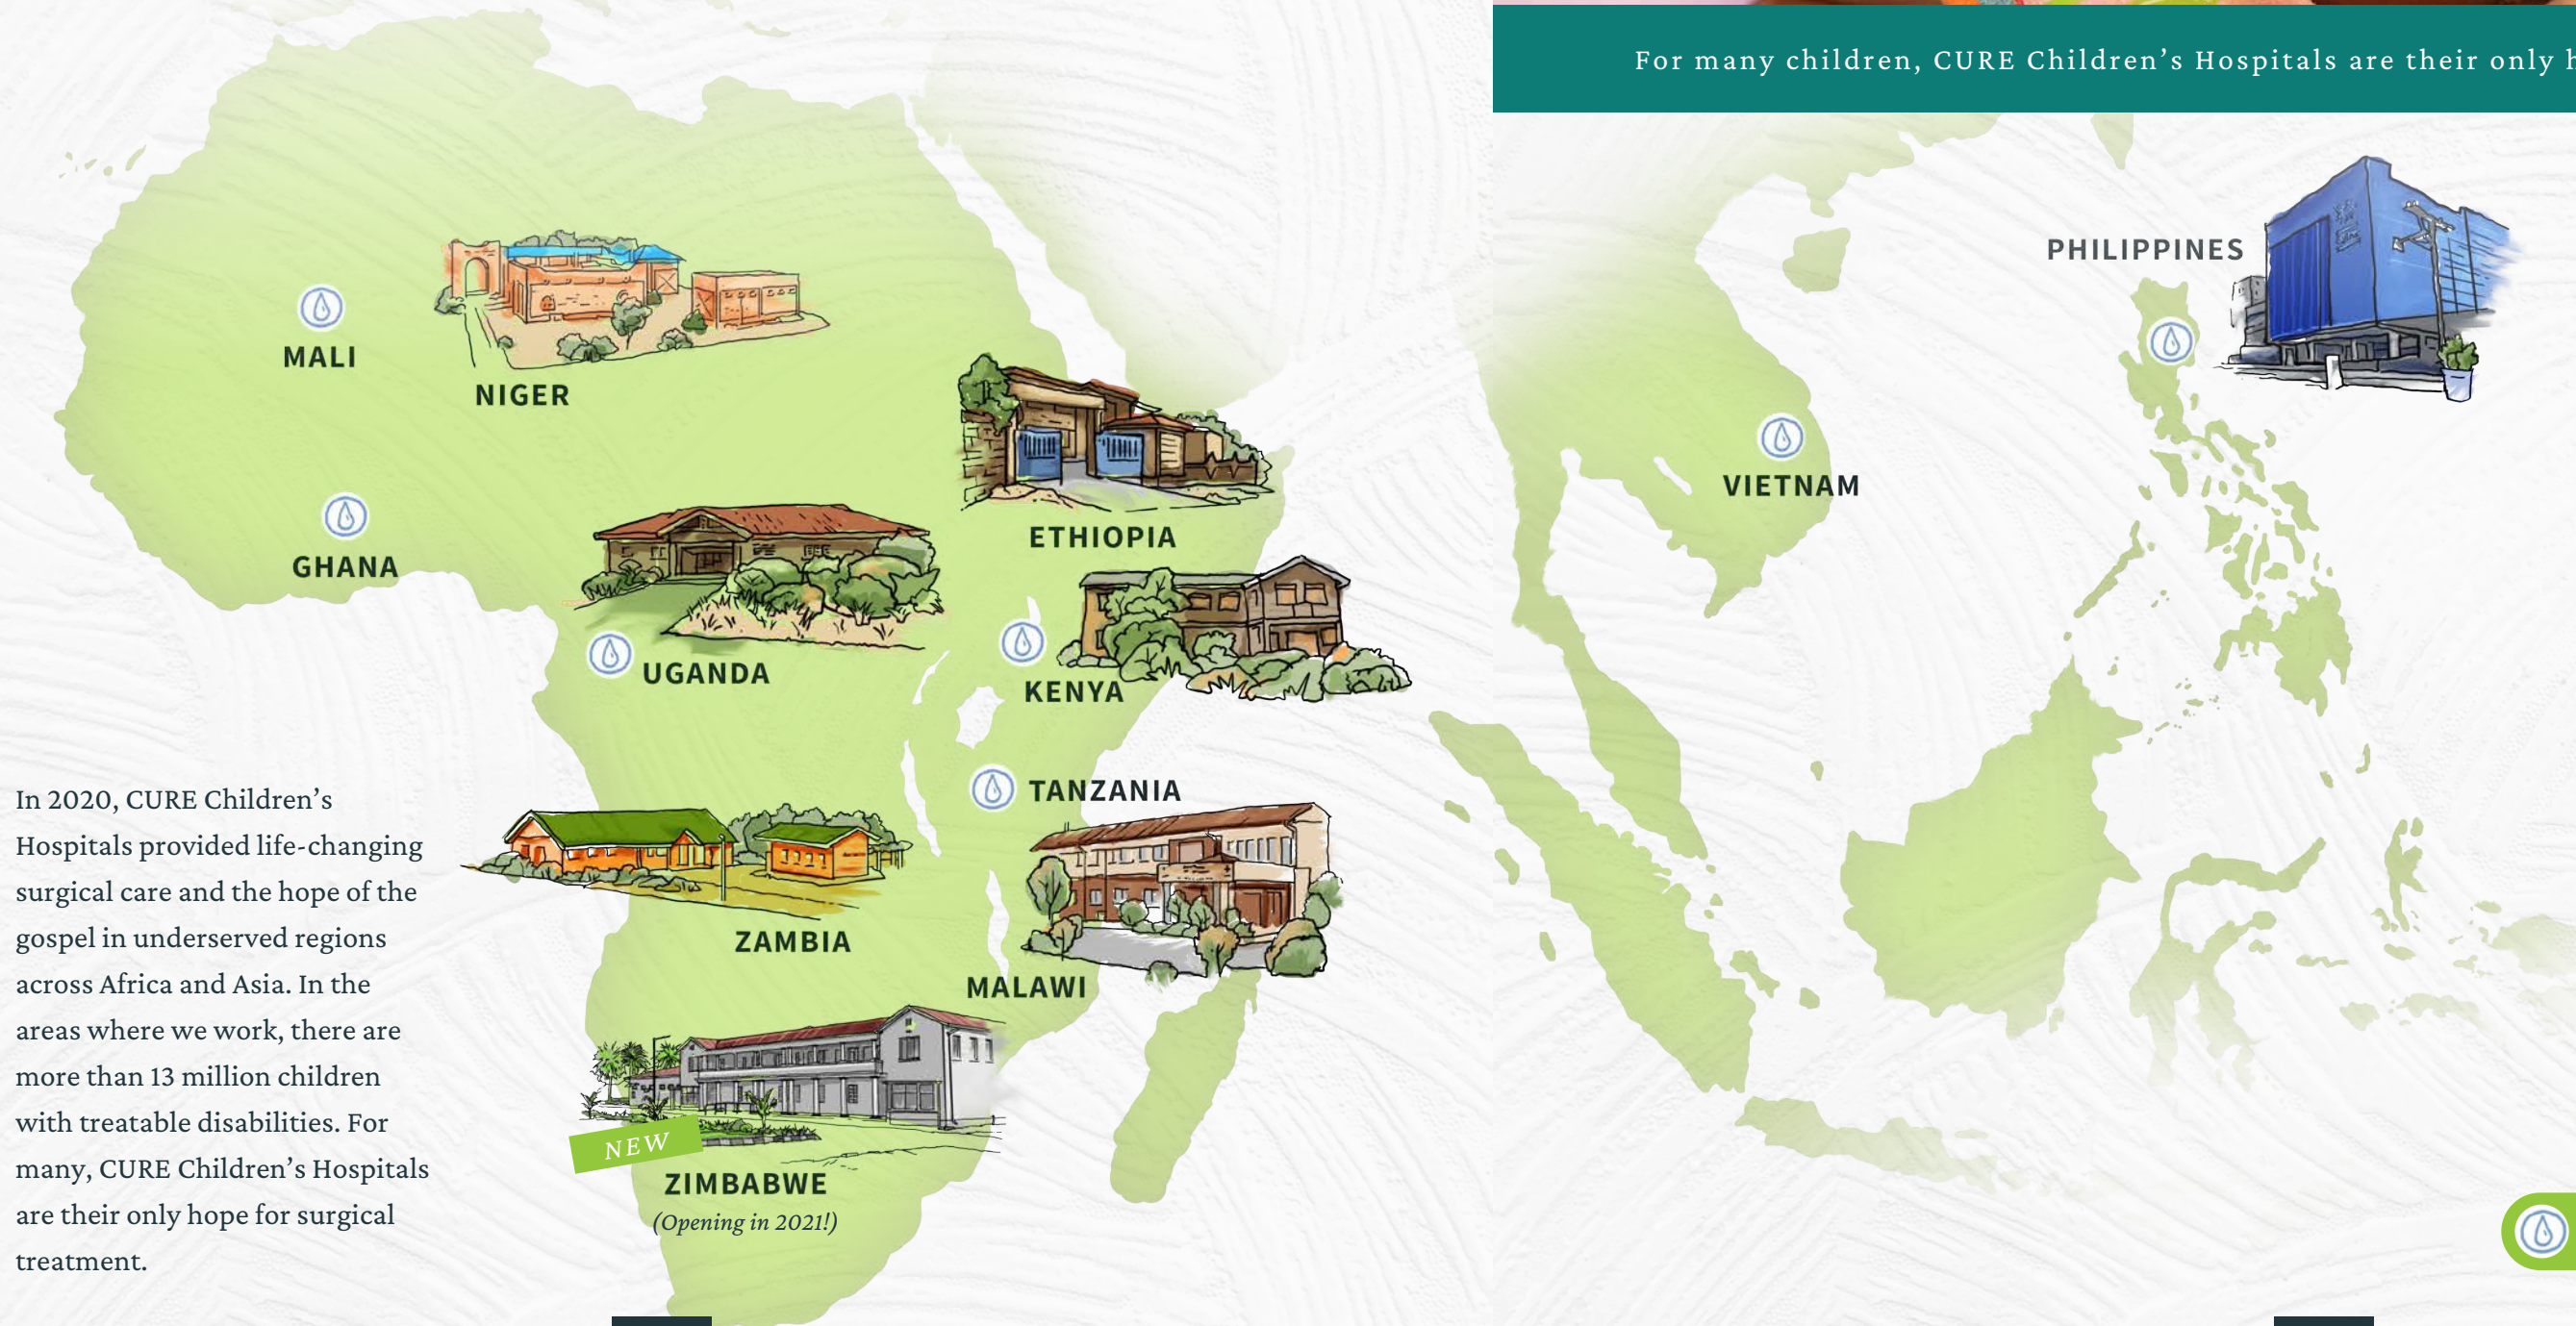 For many children, CURE Children's Hospitals are their only
PHILIPPINES
MALI
NIGER
VIETNAM
ETHIOPIA
GHANA
UGANDA
KENYA
TANZANIA
ZAMBIA
MALAWI
NEW
ZIMBABWE
(Opening in 2021!)
In 2020, CURE Children's
Hospitals provided life-changing
surgical care and the hope of the
gospel in underserved regions
across Africa and Asia. In the
areas where we work, there are
more than 13 million children
with treatable disabilities. For
many, CURE Children's Hospitals
are their only hope for surgical
treatment.